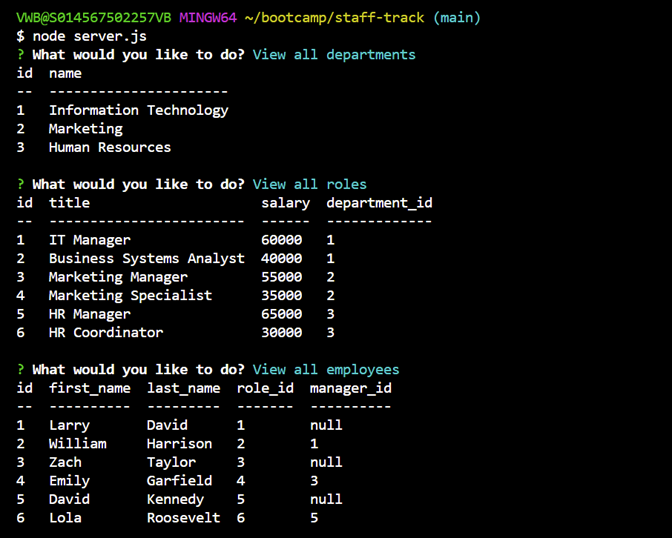 VWB@S014567502257VB MINGW64 ~/bootcamp/staff-track (main)
$ node server.js
? What would you like to do? View all departments
id  name
--  ----------------------
1   Information Technology
2   Marketing
3   Human Resources
? What would you like to do? View all roles
id  title                     salary  department_id
--  ------------------------  ------  -------------
1   IT Manager                60000   1
2   Business Systems Analyst  40000   1
3   Marketing Manager         55000   2
4   Marketing Specialist      35000   2
5   HR Manager                65000   3
6   HR Coordinator            30000   3
? What would you like to do? View all employees
id  first_name  last_name  role_id  manager_id
--  ----------  ---------  -------  ----------
1   Larry       David      1        null
2   William     Harrison   2        1
3   Zach        Taylor     3        null
4   Emily       Garfield   4        3
5   David       Kennedy    5        null
6   Lola        Roosevelt  6        5